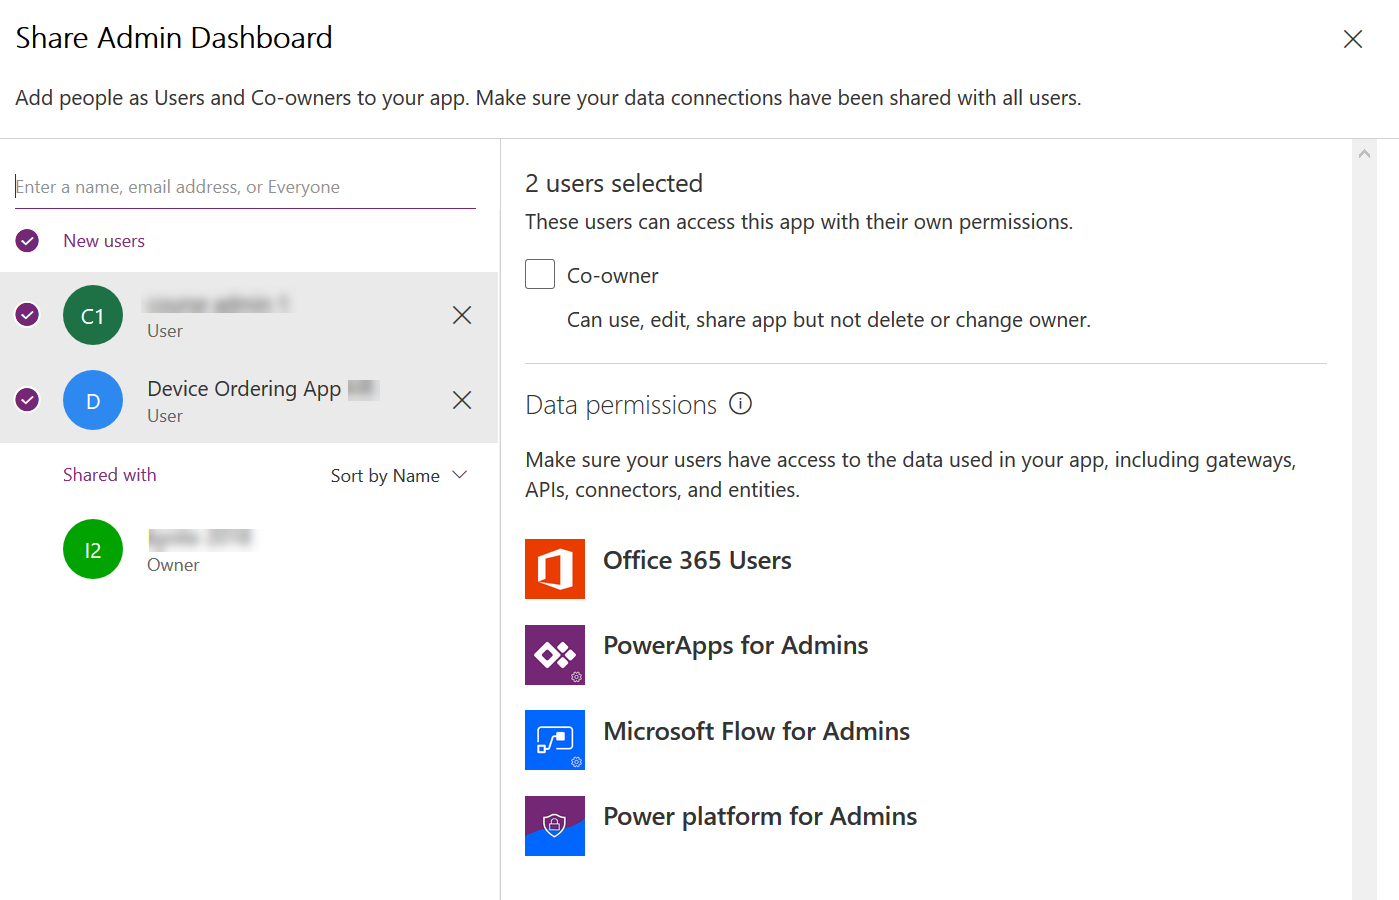 Share Admin Dashboard
Add people as Users and Co-owners to your app. Make sure your data connections have been shared with all users.
Enter a name, email address, or Everyone
New users
C1
User
D
Device Ordering App
User
Shared with
Sort by Name
I2
Owner
2 users selected
These users can access this app with their own permissions.
Co-owner
Can use, edit, share app but not delete or change owner.
Data permissions
Make sure your users have access to the data used in your app, including gateways,
APIs, connectors, and entities.
Office 365 Users
PowerApps for Admins
Microsoft Flow for Admins
Power platform for Admins